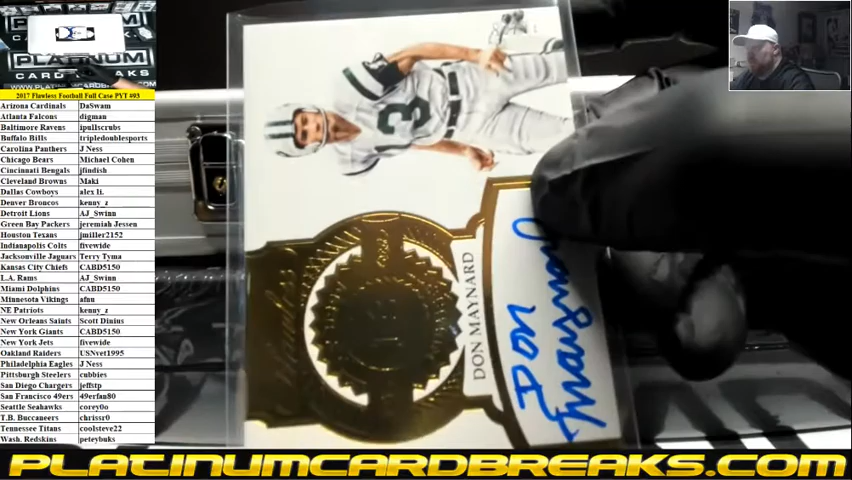 PLATINUM
CARD BREAKS
2017 Flawless Football Full Case PYT #93
Arizona Cardinals DaSwam
Atlanta Falcons digman
Baltimore Ravens ipullscrubs
Buffalo Bills tripledoublesports
Carolina Panthers J Ness
Chicago Bears Michael Cohen
Cincinnati Bengals jfindish
Cleveland Browns Maki
Dallas Cowboys alex li.
Denver Broncos kenny_z
Detroit Lions AJ_Swinn
Green Bay Packers jeremiah Jessen
Houston Texans jmiller2152
Indianapolis Colts fivewide
Jacksonville Jaguars Terry Tyma
Kansas City Chiefs CABD5150
L.A. Rams AJ_Swinn
Miami Dolphins CABD5150
Minnesota Vikings afnu
NE Patriots kenny_z
New Orleans Saints Scott Dinius
New York Giants CABD5150
New York Jets fivewide
Oakland Raiders USNvet1995
Philadelphia Eagles J Ness
Pittsburgh Steelers cubbies
San Diego Chargers jeffstp
San Francisco 49ers 49erfan80
Seattle Seahawks corey0o
T.B. Buccaneers chrissr0
Tennessee Titans coolsteve22
Wash. Redskins peteybuks
13
Flawless
DON MAYNARD
Don
Maynard
PLATINUMCARDBREAKS.COM